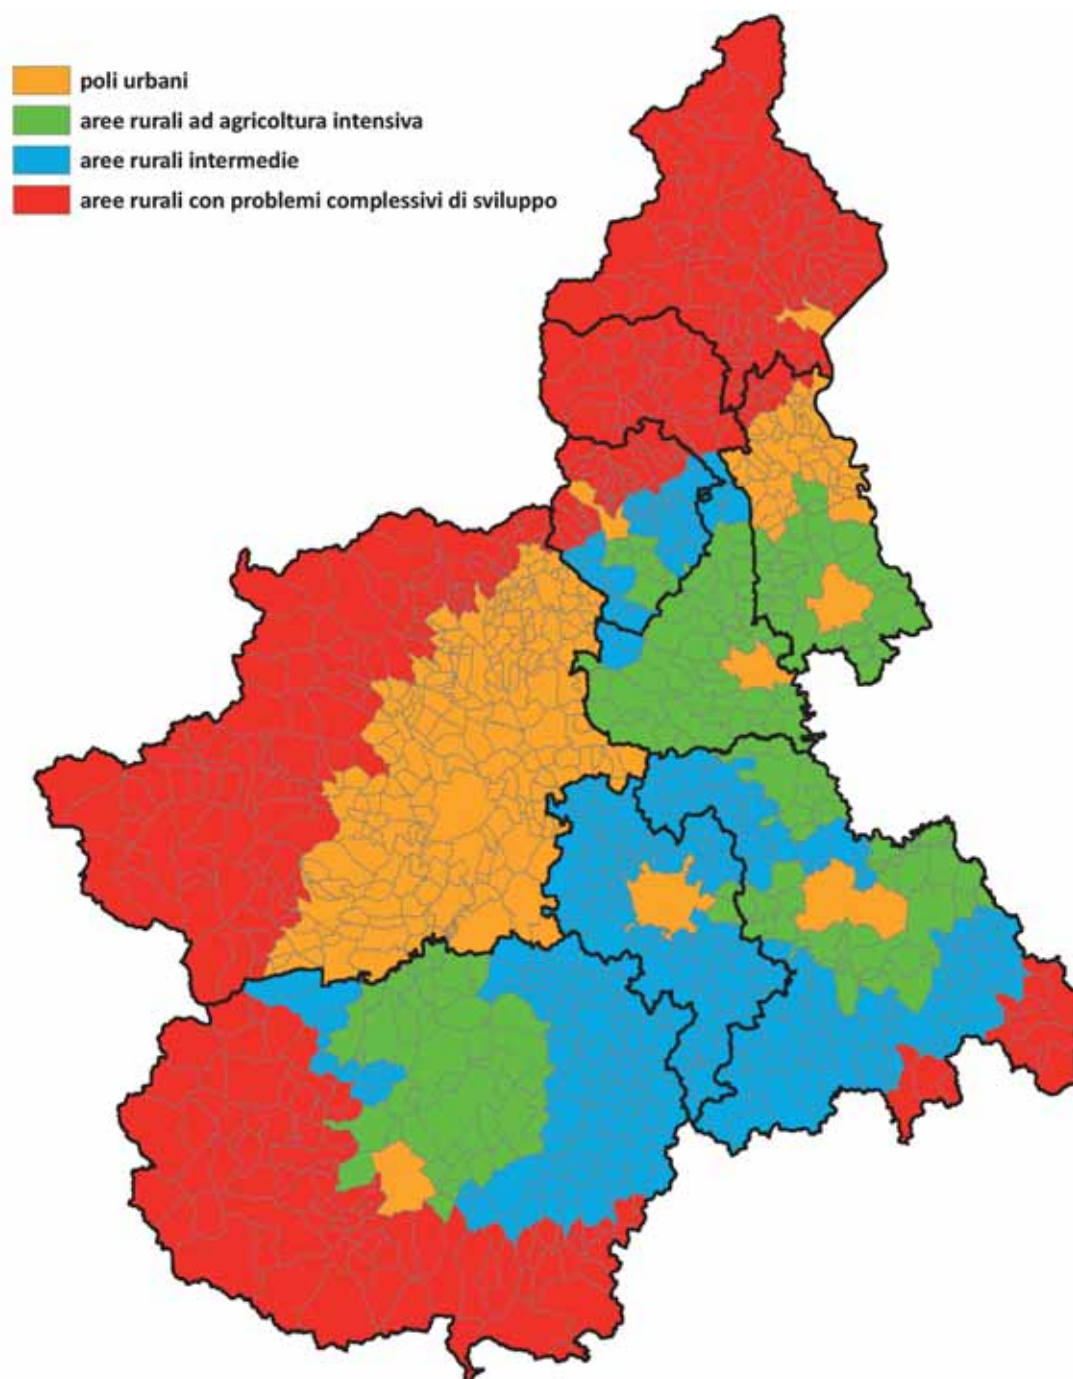 poli urbani
aree rurali ad agricoltura intensiva
aree rurali intermedie
aree rurali con problemi complessivi di sviluppo